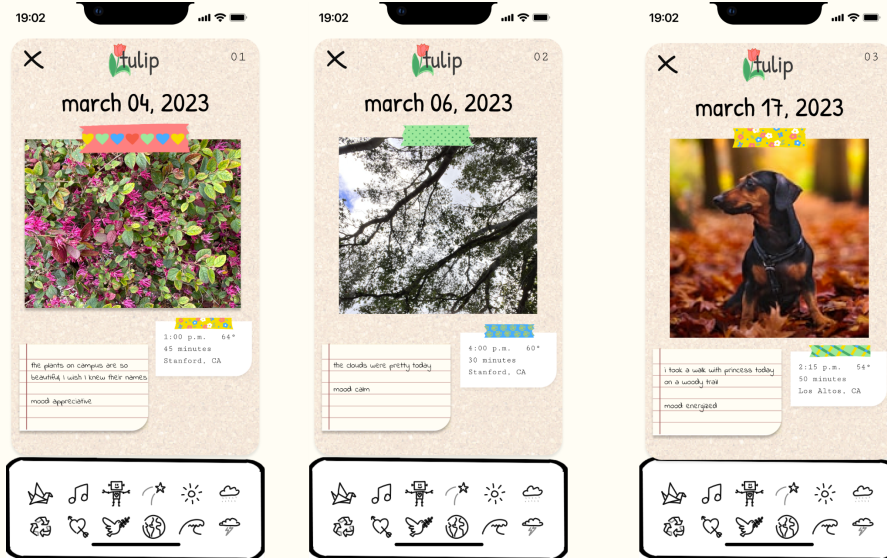 19:02
tulip
01
march 04, 2023
1:00 p.m. 64°
45 minutes
Stanford, CA
the plants on campus are so
beautiful, i wish i knew their names
mood: appreciative
19:02
tulip
02
march 06, 2023
4:00 p.m. 60°
30 minutes
Stanford, CA
the clouds were pretty today
mood: calm
19:02
tulip
03
march 17, 2023
2:15 p.m. 54°
50 minutes
Los Altos, CA
i took a walk with princess today
on a woody trail
mood: energized